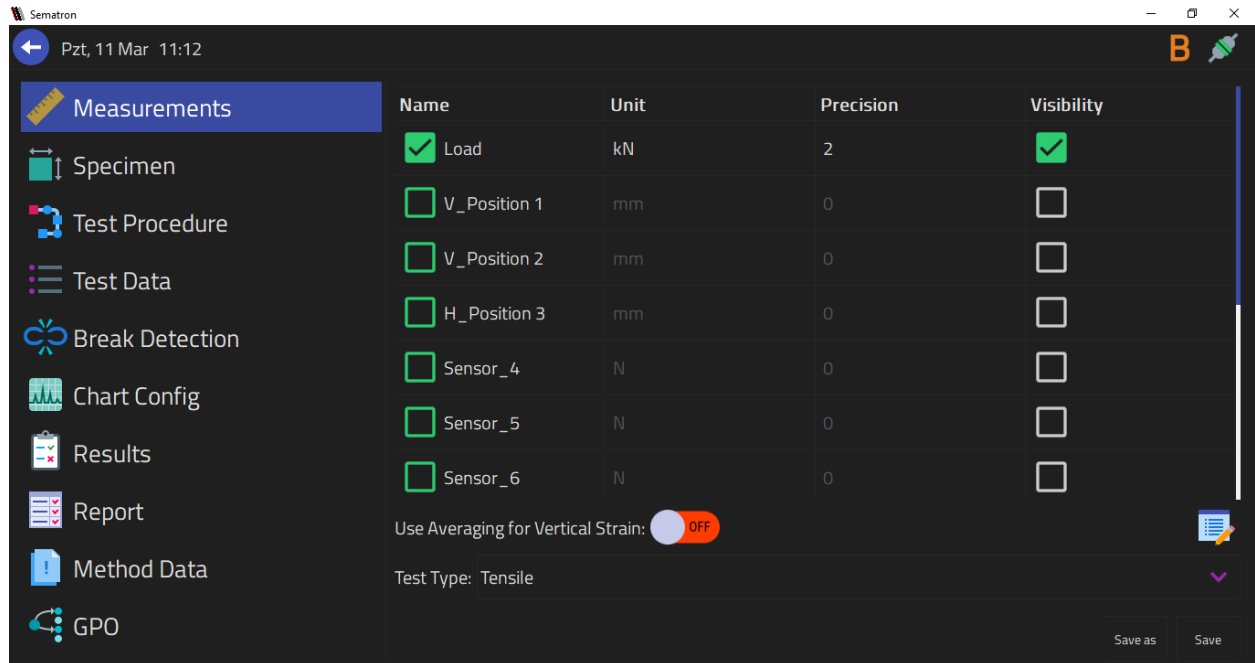 Sematron
Pzt, 11 Mar 11:12
B
Measurements
Specimen
Test Procedure
Test Data
Break Detection
Chart Config
Results
Report
Method Data
GPO
Name Unit Precision Visibility
Load kN 2
V_Position 1 mm 0
V_Position 2 mm 0
H_Position 3 mm 0
Sensor_4 N 0
Sensor_5 N 0
Sensor_6 N 0
Use Averaging for Vertical Strain: OFF
Test Type: Tensile
Save as Save